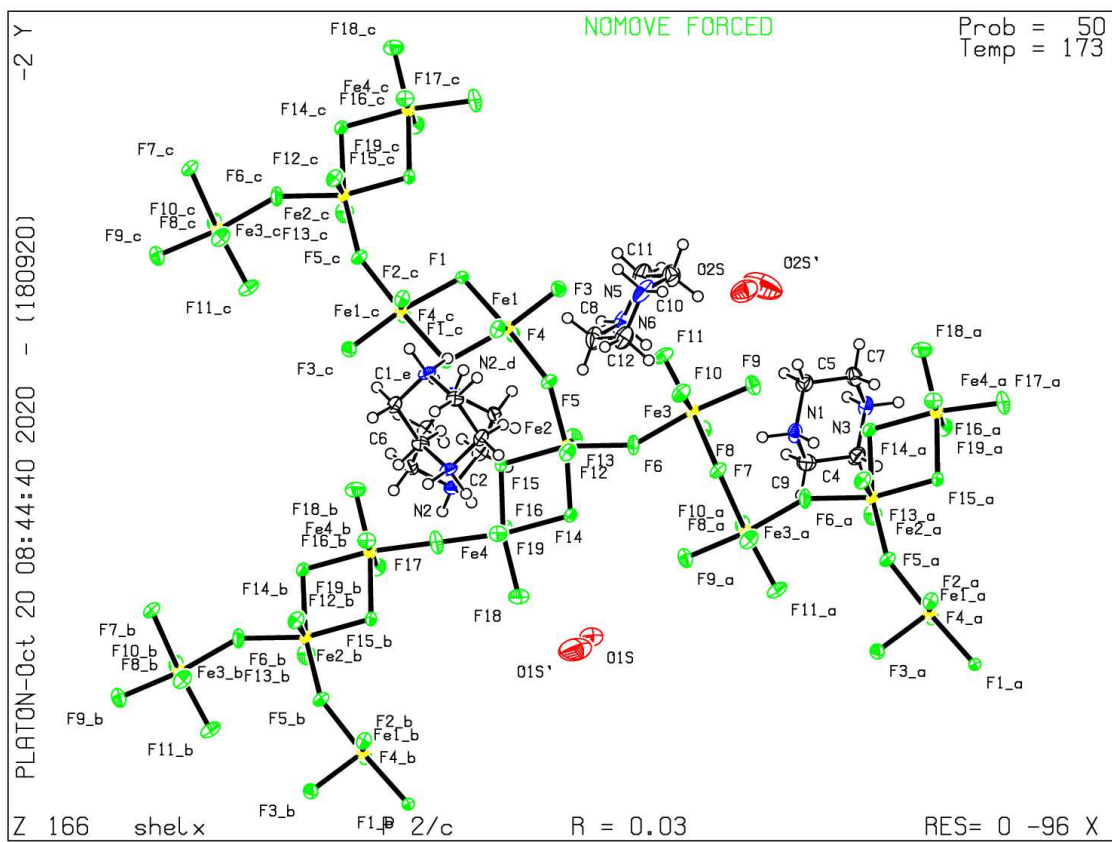 NOMOVE FORCED
Prob = 50
Temp = 173
-2 Y
PLATON-Oct 20 08:44:40 2020 - (180920)
F18_c
Fe4_c
F17_c
F16_c
F14_c
F7_c
F6_c
F12_c
F19_c
F15_c
F10_c
F8_c
F9_c
Fe3_c
Fe2_c
F13_c
F5_c
F11_c
F2_c
F1
Fe1_c
F4_c
F1_c
Fe1
F3
F4
F3_c
C11
O2S
O2S'
N5
C10
C8
N6
C12
F11
C1_e
N2_d
F5
F10
F9
C5
C7
F18_a
Fe4_a
F17_a
C6
Fe2
Fe3
N1
N3
F16_a
F14_a
F19_a
F13
F12
F6
F8
F7
C2
F15
C9
C4
F15_a
N2
F16
F6_a
F13_a
Fe2_a
F18_b
Fe4_b
F16_b
F17
Fe4
F19
F14
F10_a
F8_a
Fe3_a
F5_a
F9_a
F14_b
F19_b
F12_b
F18
F11_a
F2_a
Fe1_a
F4_a
F7_b
F10_b
F8_b
F6_b
F13_b
Fe2_b
F15_b
Fe3_b
O1S'
O1S
F3_a
F1_a
F9_b
F5_b
F11_b
F2_b
Fe1_b
F4_b
F3_b
F1_b
Z 166
shelx
P 2/c
R = 0.03
RES= 0 -96 X